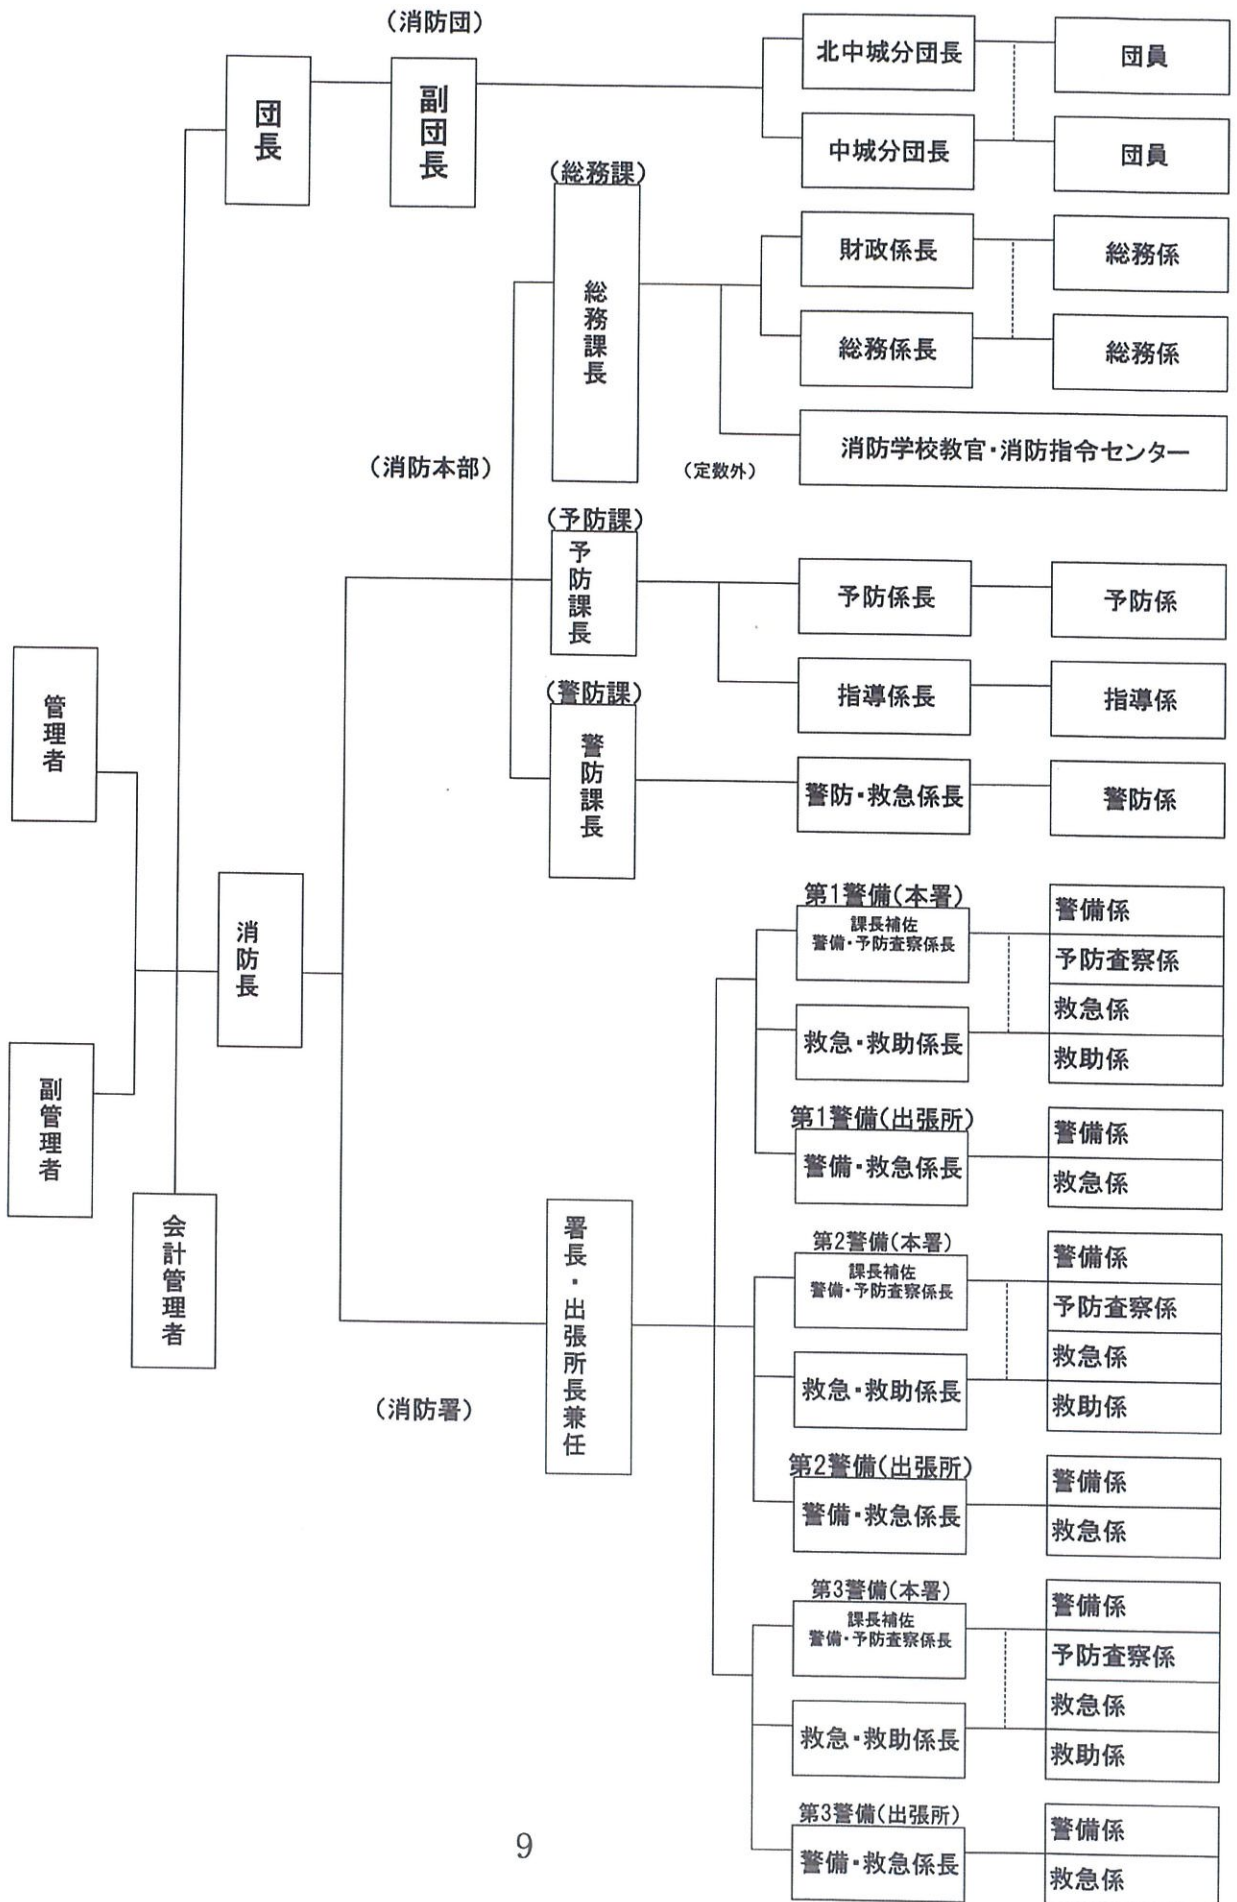 （消防団）
団長
副団長
北中城分団長
団員
中城分団長
団員
（総務課）
総務課長
財政係長
総務係
総務係長
総務係
（定数外）
消防学校教官・消防指令センター
（消防本部）
（予防課）
予防課長
予防係長
予防係
指導係長
指導係
（警防課）
警防課長
警防・救急係長
警防係
管理者
副管理者
消防長
会計管理者
（消防署）
署長・出張所長兼任
第1警備（本署）
課長補佐
警備・予防査察係長
救急・救助係長
警備係
予防査察係
救急係
救助係
第1警備（出張所）
警備・救急係長
警備係
救急係
第2警備（本署）
課長補佐
警備・予防査察係長
救急・救助係長
警備係
予防査察係
救急係
救助係
第2警備（出張所）
警備・救急係長
警備係
救急係
第3警備（本署）
課長補佐
警備・予防査察係長
救急・救助係長
警備係
予防査察係
救急係
救助係
第3警備（出張所）
警備・救急係長
警備係
救急係
9